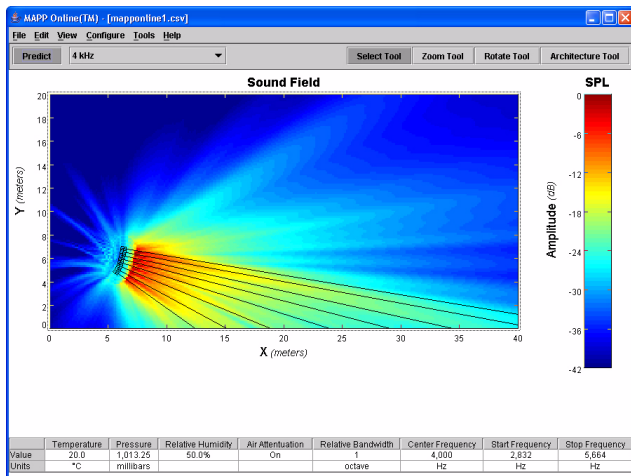 MAPP Online(TM) - [mapponline1.csv]
File Edit View Configure Tools Help
Predict 4 kHz Select Tool Zoom Tool Rotate Tool Architecture Tool
Sound Field
SPL
20
18
16
14
12
10
8
6
4
2
0
Y (meters)
0 5 10 15 20 25 30 35 40
X (meters)
0
-6
-12
-18
-24
-30
-36
-42
Amplitude (dB)
Temperature Pressure Relative Humidity Air Attentuation Relative Bandwidth Center Frequency Start Frequency Stop Frequency
Value 20.0 1,013.25 50.0% On 1 4,000 2,832 5,664
Units °C millibars octave Hz Hz Hz